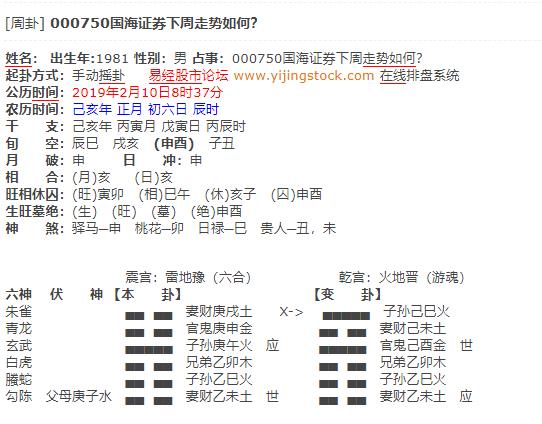 [周卦] 000750国海证券下周走势如何?
姓名： 出生年:1981 性别：男 占事：000750国海证券下周走势如何?
起卦方式：手动摇卦 易经股市论坛 www.yijingstock.com 在线排盘系统
公历时间：2019年2月10日8时37分
农历时间：己亥年 正月 初六日 辰时
干 支：己亥年 丙寅月 戊寅日 丙辰时
旬 空：辰巳 戌亥 (申酉) 子丑
月 破：申 日 冲：申
相 合：(月)亥 (日)亥
旺相休囚：(旺)寅卯 (相)巳午 (休)亥子 (囚)申酉
生旺墓绝：(生) (旺) (墓) (绝)申酉
神 煞：驿马—申 桃花—卯 日禄—巳 贵人—丑，未
震宫：雷地豫（六合） 乾宫：火地晋（游魂）
六神 伏 神 【本 卦】 【变 卦】
朱雀 妻财庚戌土 X-> 子孙己巳火
青龙 官鬼庚申金 妻财己未土
玄武 子孙庚午火 应 官鬼己酉金 世
白虎 兄弟乙卯木 兄弟乙卯木
螣蛇 子孙乙巳火 子孙乙巳火
勾陈 父母庚子水 妻财乙未土 世 妻财乙未土 应